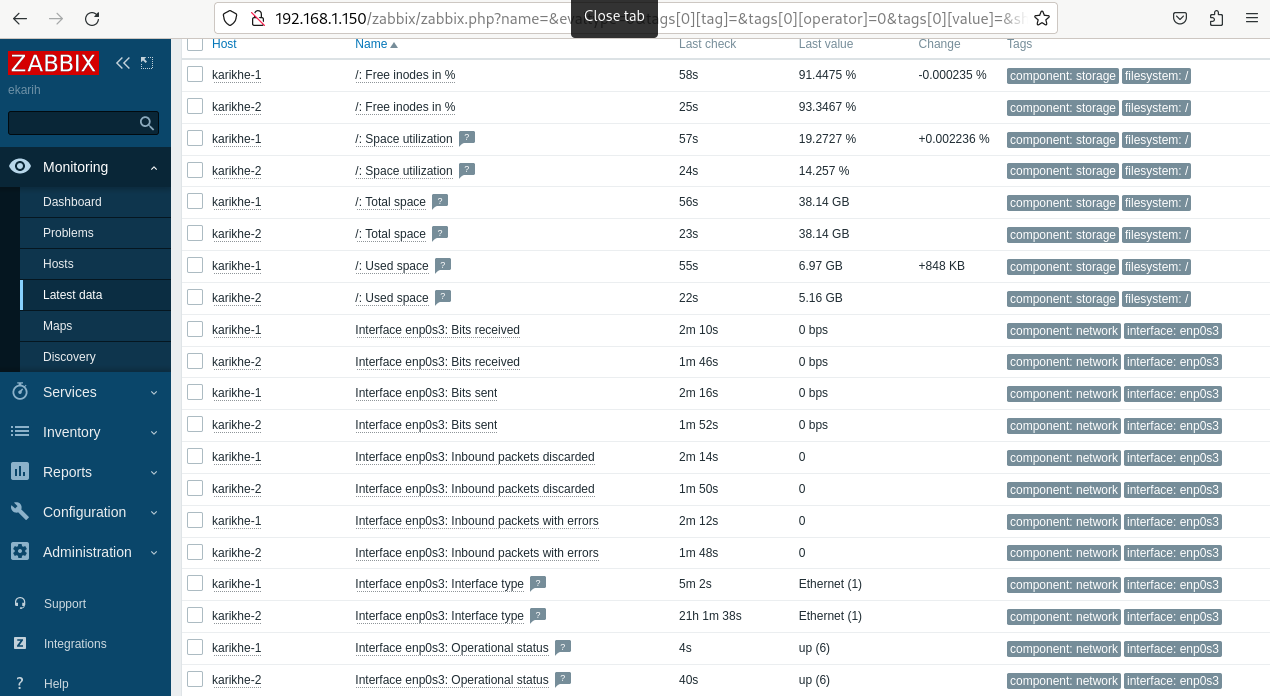 192.168.1.150/zabbix/zabbix.php?name=&eval
Close tab
tags[0][tag]=&tags[0][operator]=0&tags[0][value]=&sh
ZABBIX
ekarih
Monitoring
Dashboard
Problems
Hosts
Latest data
Maps
Discovery
Services
Inventory
Reports
Configuration
Administration
Support
Z Integrations
? Help
Host Name Last check Last value Change Tags
karikhe-1 /: Free inodes in % 58s 91.4475 % -0.000235 % component: storage filesystem: /
karikhe-2 /: Free inodes in % 25s 93.3467 % component: storage filesystem: /
karikhe-1 /: Space utilization ? 57s 19.2727 % +0.002236 % component: storage filesystem: /
karikhe-2 /: Space utilization ? 24s 14.257 % component: storage filesystem: /
karikhe-1 /: Total space ? 56s 38.14 GB component: storage filesystem: /
karikhe-2 /: Total space ? 23s 38.14 GB component: storage filesystem: /
karikhe-1 /: Used space ? 55s 6.97 GB +848 KB component: storage filesystem: /
karikhe-2 /: Used space ? 22s 5.16 GB component: storage filesystem: /
karikhe-1 Interface enp0s3: Bits received 2m 10s 0 bps component: network interface: enp0s3
karikhe-2 Interface enp0s3: Bits received 1m 46s 0 bps component: network interface: enp0s3
karikhe-1 Interface enp0s3: Bits sent 2m 16s 0 bps component: network interface: enp0s3
karikhe-2 Interface enp0s3: Bits sent 1m 52s 0 bps component: network interface: enp0s3
karikhe-1 Interface enp0s3: Inbound packets discarded 2m 14s 0 component: network interface: enp0s3
karikhe-2 Interface enp0s3: Inbound packets discarded 1m 50s 0 component: network interface: enp0s3
karikhe-1 Interface enp0s3: Inbound packets with errors 2m 12s 0 component: network interface: enp0s3
karikhe-2 Interface enp0s3: Inbound packets with errors 1m 48s 0 component: network interface: enp0s3
karikhe-1 Interface enp0s3: Interface type ? 5m 2s Ethernet (1) component: network interface: enp0s3
karikhe-2 Interface enp0s3: Interface type ? 21h 1m 38s Ethernet (1) component: network interface: enp0s3
karikhe-1 Interface enp0s3: Operational status ? 4s up (6) component: network interface: enp0s3
karikhe-2 Interface enp0s3: Operational status ? 40s up (6) component: network interface: enp0s3